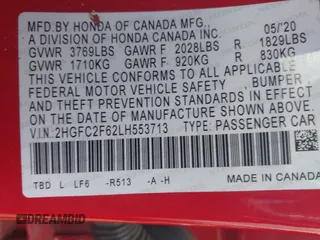 MFD.BY HONDA OF CANADA MFG., 05/'20
A DIVISION OF HONDA CANADA INC.
GVWR 3769LBS GAWR F 2028LBS R 1829LBS
GVWR 1710KG GAWR F 920KG R 830KG
THIS VEHICLE CONFORMS TO ALL APPLICABLE
FEDERAL MOTOR VEHICLE SAFETY , BUMPER
, AND THEFT PREVENTION STANDARDS IN EFFECT
ON THE DATE OF MANUFACTURE SHOWN ABOVE.
V.I.N:2HGFC2F62LH553713 TYPE:PASSENGER CAR
TBD L LF6 -R513 -A -H
MADE IN CANADA
DREAMBID